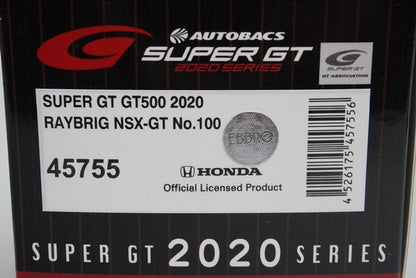 AUTOBACS
SUPER GT
2020 SERIES
SUPER GT
GT ASSOCIATION
SUPER GT GT500 2020
RAYBRIG NSX-GT No.100
EBBRO
45755
HONDA
Official Licensed Product
4 526175 457556
SUPER GT 2020 SERIES